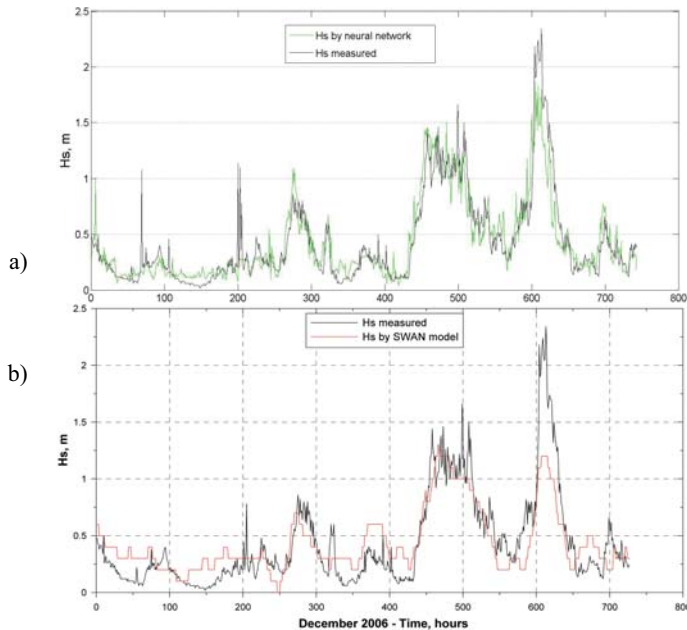 a)
Hs, m
2.5
2
1.5
1
0.5
0
Hs by neural network
Hs measured
0 100 200 300 400 500 600 700 800
b)
Hs, m
2.5
2
1.5
1
0.5
0
Hs measured
Hs by SWAN model
0 100 200 300 400 500 600 700 800
December 2006 - Time, hours